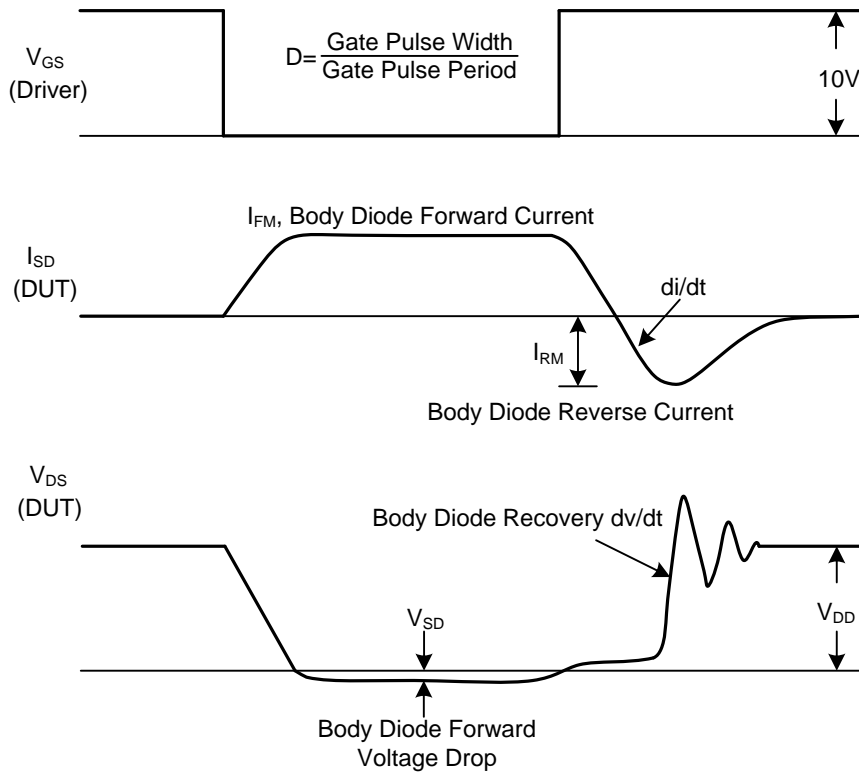 V_GS
(Driver)
D= Gate Pulse Width
Gate Pulse Period
10V
I_FM, Body Diode Forward Current
I_SD
(DUT)
di/dt
I_RM
Body Diode Reverse Current
V_DS
(DUT)
Body Diode Recovery dv/dt
V_SD
V_DD
Body Diode Forward
Voltage Drop